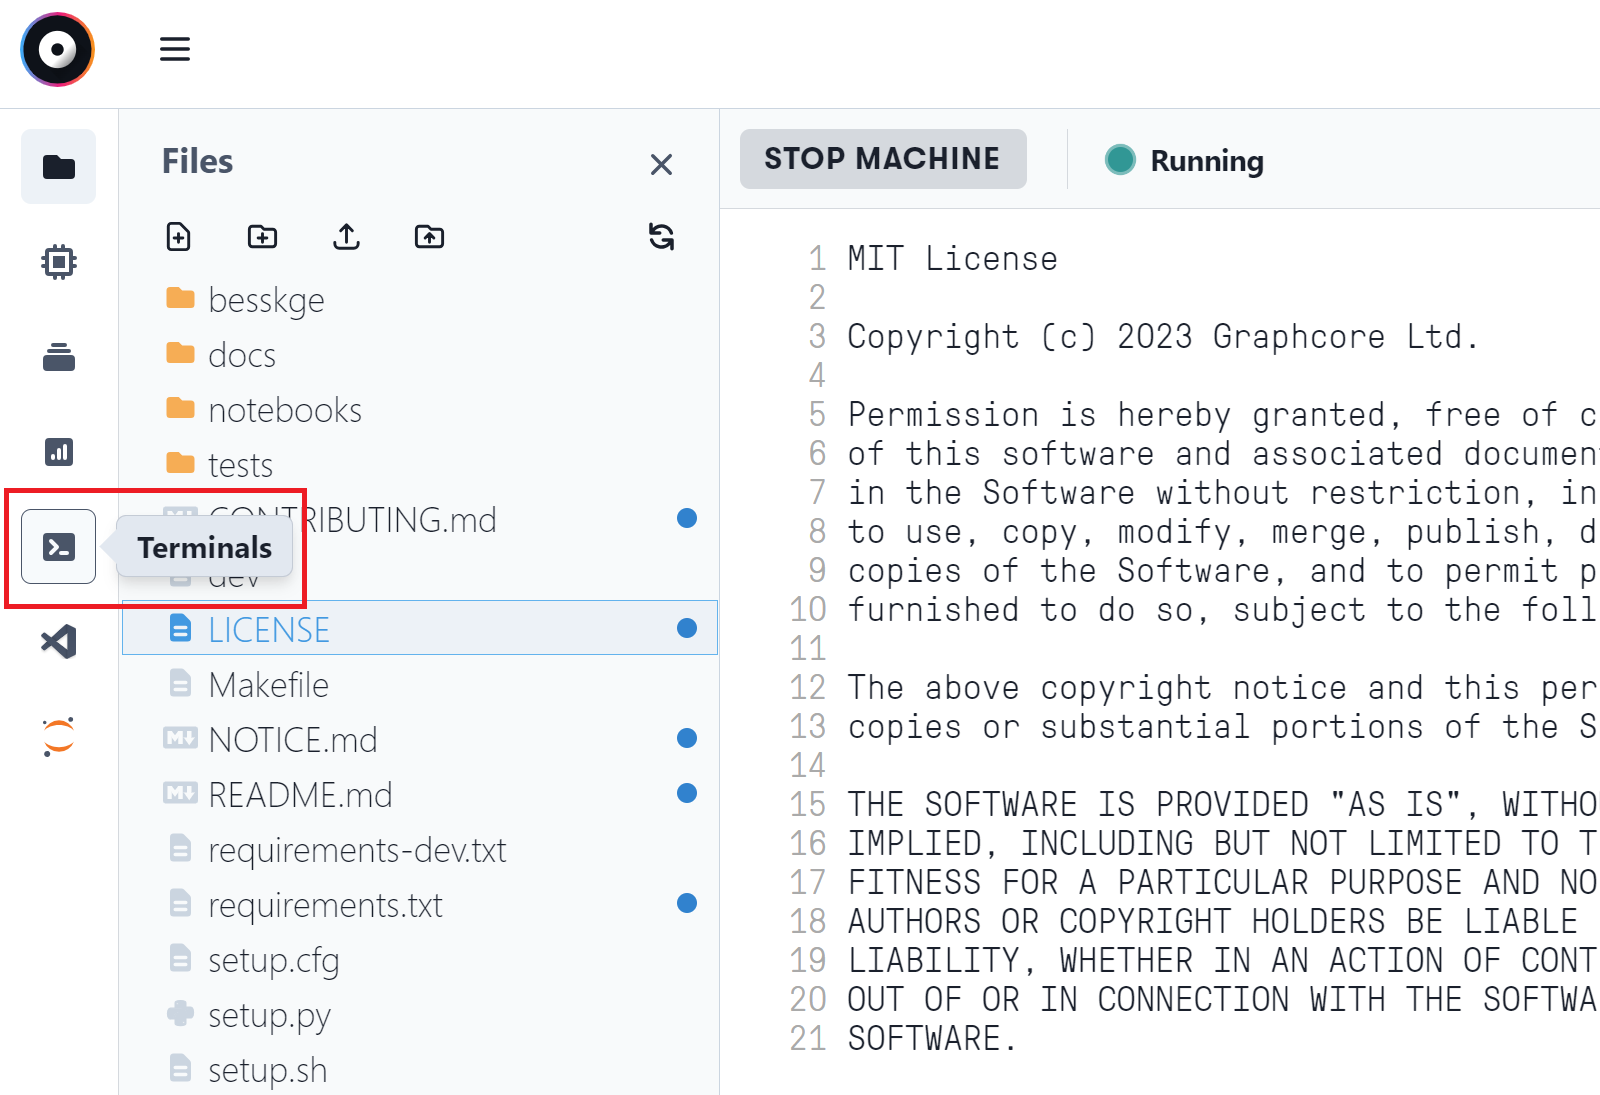 Files
STOP MACHINE
Running
besskge
docs
notebooks
tests
CONTRIBUTING.md
Terminals
dev
LICENSE
Makefile
NOTICE.md
README.md
requirements-dev.txt
requirements.txt
setup.cfg
setup.py
setup.sh
1 MIT License
2
3 Copyright (c) 2023 Graphcore Ltd.
4
5 Permission is hereby granted, free of c
6 of this software and associated documen
7 in the Software without restriction, in
8 to use, copy, modify, merge, publish, d
9 copies of the Software, and to permit p
10 furnished to do so, subject to the foll
11
12 The above copyright notice and this per
13 copies or substantial portions of the S
14
15 THE SOFTWARE IS PROVIDED "AS IS", WITHO
16 IMPLIED, INCLUDING BUT NOT LIMITED TO T
17 FITNESS FOR A PARTICULAR PURPOSE AND NO
18 AUTHORS OR COPYRIGHT HOLDERS BE LIABLE
19 LIABILITY, WHETHER IN AN ACTION OF CONT
20 OUT OF OR IN CONNECTION WITH THE SOFTWA
21 SOFTWARE.